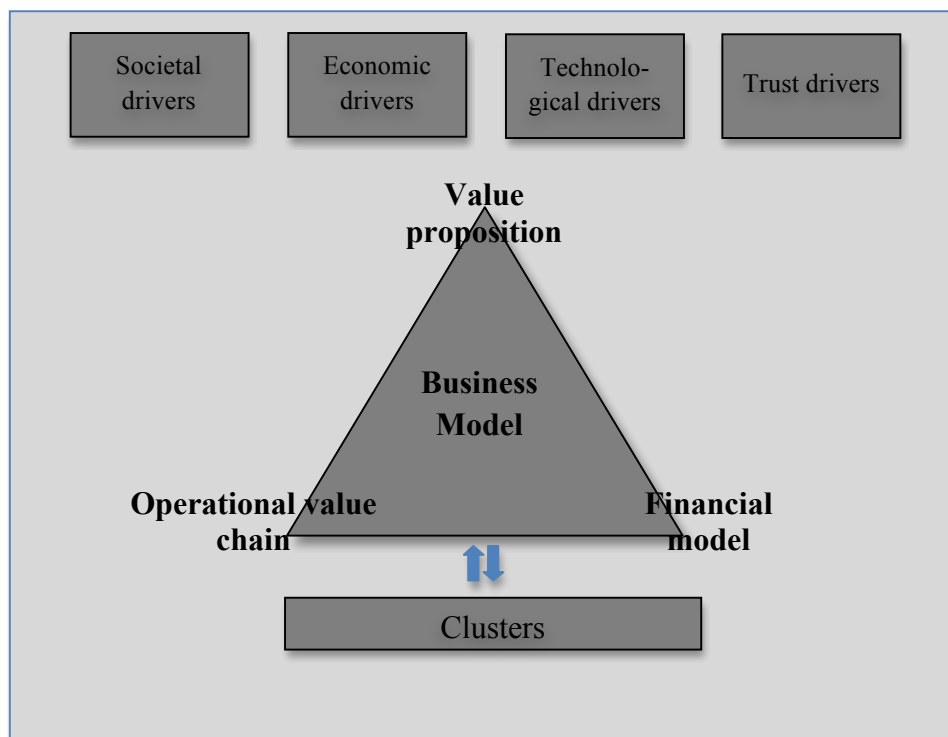 Societal
drivers
Economic
drivers
Technolo-
gical drivers
Trust drivers
Value
proposition
Business
Model
Operational value
chain
Financial
model
Clusters